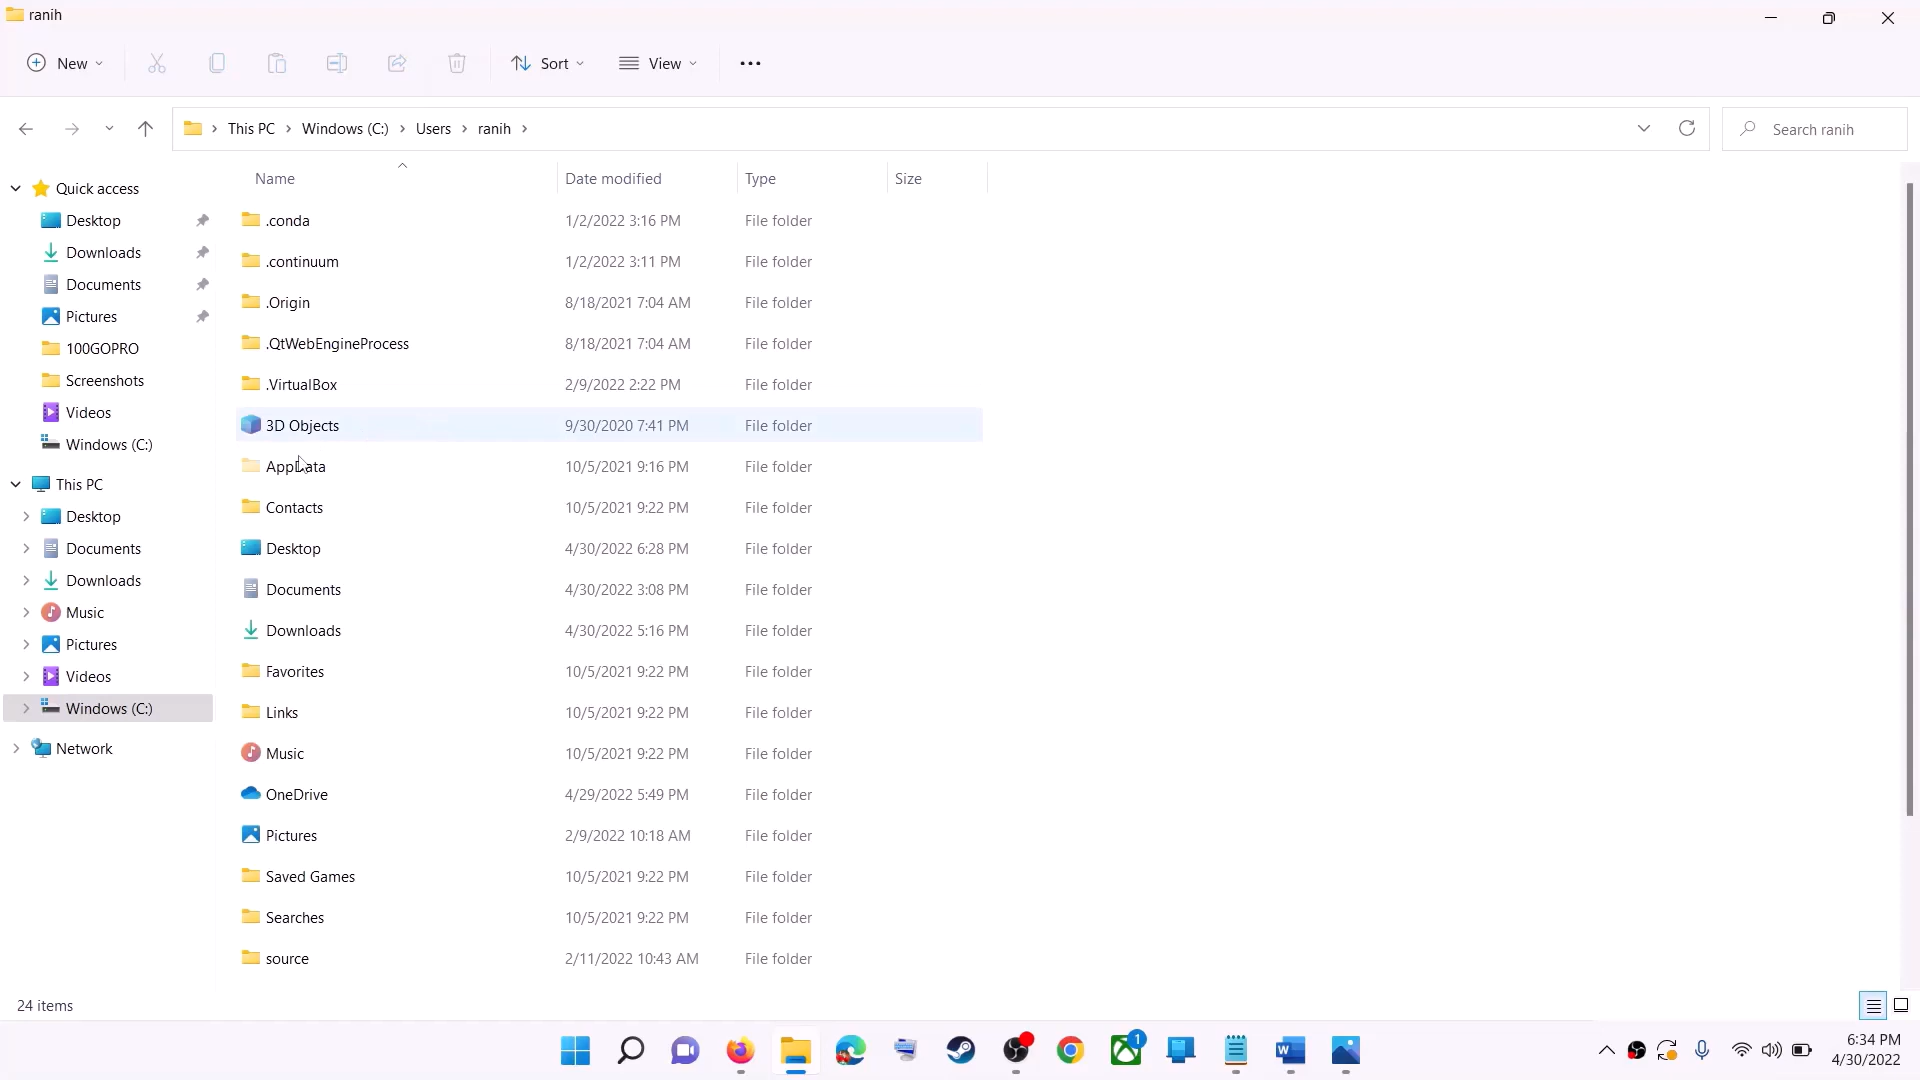 ranih
New
Sort
View
This PC > Windows (C:) > Users > ranih >
Search ranih
Name Date modified Type Size
Quick access
Desktop
Downloads
Documents
Pictures
100GOPRO
Screenshots
Videos
Windows (C:)
This PC
Desktop
Documents
Downloads
Music
Pictures
Videos
Windows (C:)
Network
.conda 1/2/2022 3:16 PM File folder
.continuum 1/2/2022 3:11 PM File folder
.Origin 8/18/2021 7:04 AM File folder
.QtWebEngineProcess 8/18/2021 7:04 AM File folder
.VirtualBox 2/9/2022 2:22 PM File folder
3D Objects 9/30/2020 7:41 PM File folder
AppData 10/5/2021 9:16 PM File folder
Contacts 10/5/2021 9:22 PM File folder
Desktop 4/30/2022 6:28 PM File folder
Documents 4/30/2022 3:08 PM File folder
Downloads 4/30/2022 5:16 PM File folder
Favorites 10/5/2021 9:22 PM File folder
Links 10/5/2021 9:22 PM File folder
Music 10/5/2021 9:22 PM File folder
OneDrive 4/29/2022 5:49 PM File folder
Pictures 2/9/2022 10:18 AM File folder
Saved Games 10/5/2021 9:22 PM File folder
Searches 10/5/2021 9:22 PM File folder
source 2/11/2022 10:43 AM File folder
24 items
1
6:34 PM
4/30/2022